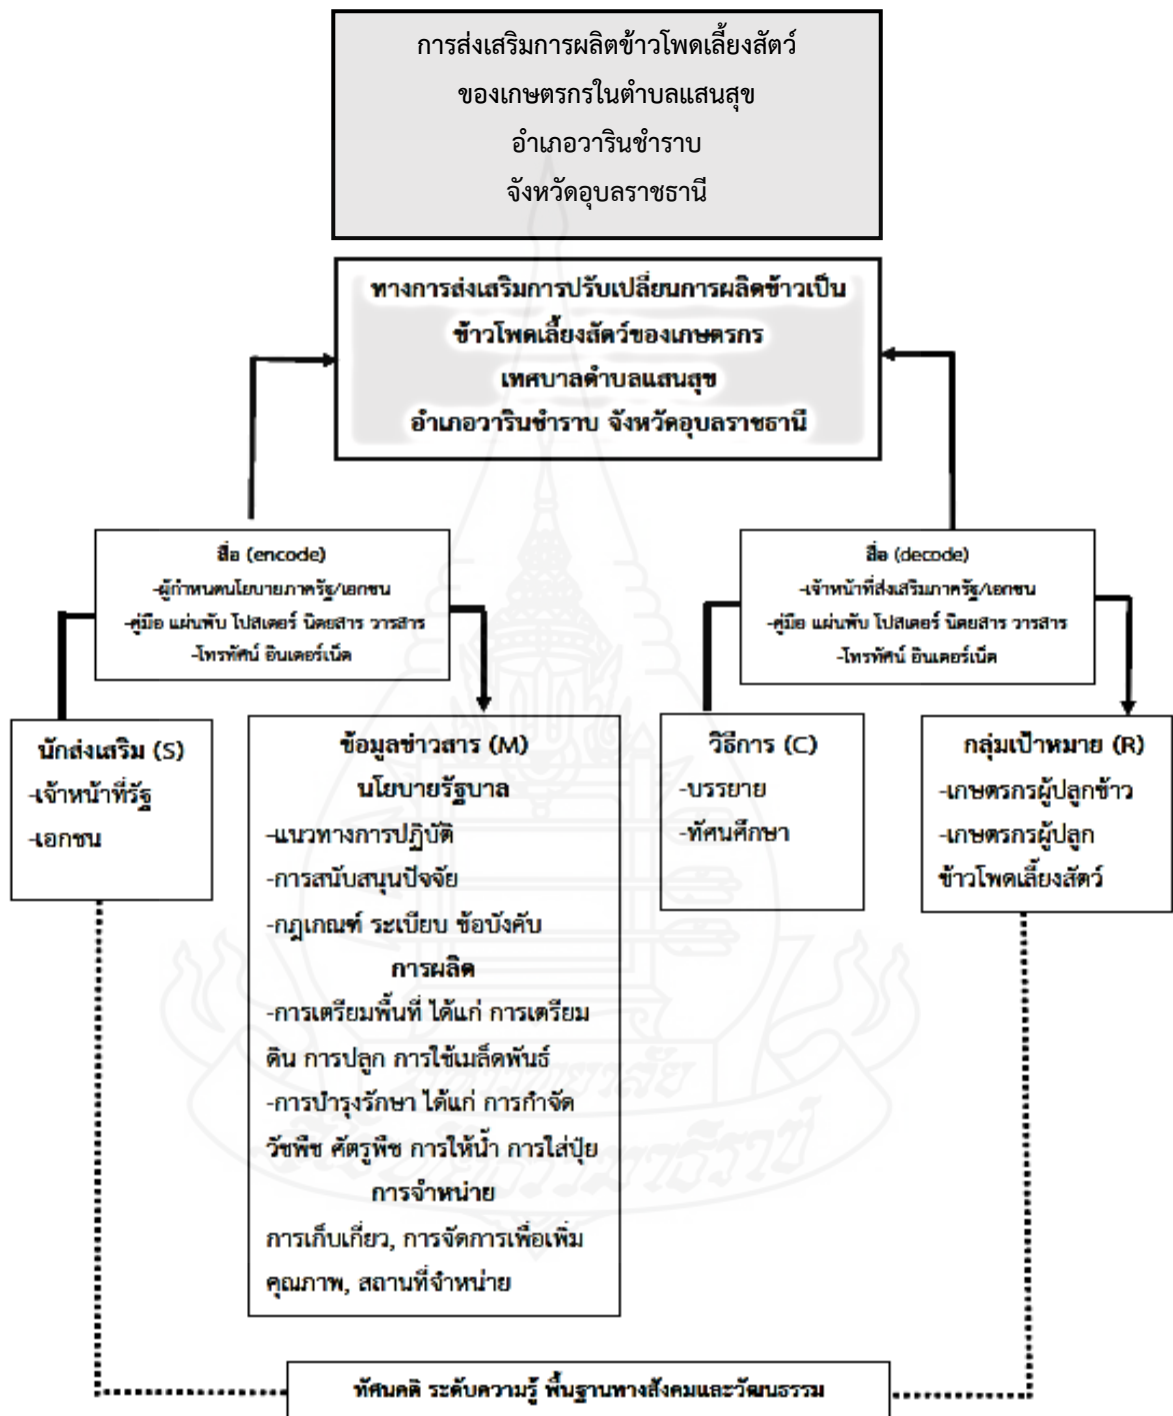 การส่งเสริมการผลิตข้าวโพดเลี้ยงสัตว์
ของเกษตรกรในตำบลแสนสุข
อำเภอวารินชำราบ
จังหวัดอุบลราชธานี
ทางการส่งเสริมการปรับเปลี่ยนการผลิตข้าวเป็น
ข้าวโพดเลี้ยงสัตว์ของเกษตรกร
เทศบาลตำบลแสนสุข
อำเภอวารินชำราบ จังหวัดอุบลราชธานี
สื่อ (encode)
-ผู้กำหนดนโยบายภาครัฐ/เอกชน
-คู่มือ แผ่นพับ โปสเตอร์ นิตยสาร วารสาร
-โทรทัศน์ อินเตอร์เน็ต
สื่อ (decode)
-เจ้าหน้าที่ส่งเสริมภาครัฐ/เอกชน
-คู่มือ แผ่นพับ โปสเตอร์ นิตยสาร วารสาร
-โทรทัศน์ อินเตอร์เน็ต
นักส่งเสริม (S)
-เจ้าหน้าที่รัฐ
-เอกชน
ข้อมูลข่าวสาร (M)
นโยบายรัฐบาล
-แนวทางการปฏิบัติ
-การสนับสนุนปัจจัย
-กฎเกณฑ์ ระเบียบ ข้อบังคับ
การผลิต
-การเตรียมพื้นที่ ได้แก่ การเตรียม
ดิน การปลูก การใช้เมล็ดพันธ์
-การบำรุงรักษา ได้แก่ การกำจัด
วัชพืช ศัตรูพืช การให้น้ำ การใส่ปุ๋ย
การจำหน่าย
การเก็บเกี่ยว, การจัดการเพื่อเพิ่ม
คุณภาพ, สถานที่จำหน่าย
วิธีการ (C)
-บรรยาย
-ทัศนศึกษา
กลุ่มเป้าหมาย (R)
-เกษตรกรผู้ปลูกข้าว
-เกษตรกรผู้ปลูก
ข้าวโพดเลี้ยงสัตว์
ทัศนคติ ระดับความรู้ พื้นฐานทางสังคมและวัฒนธรรม